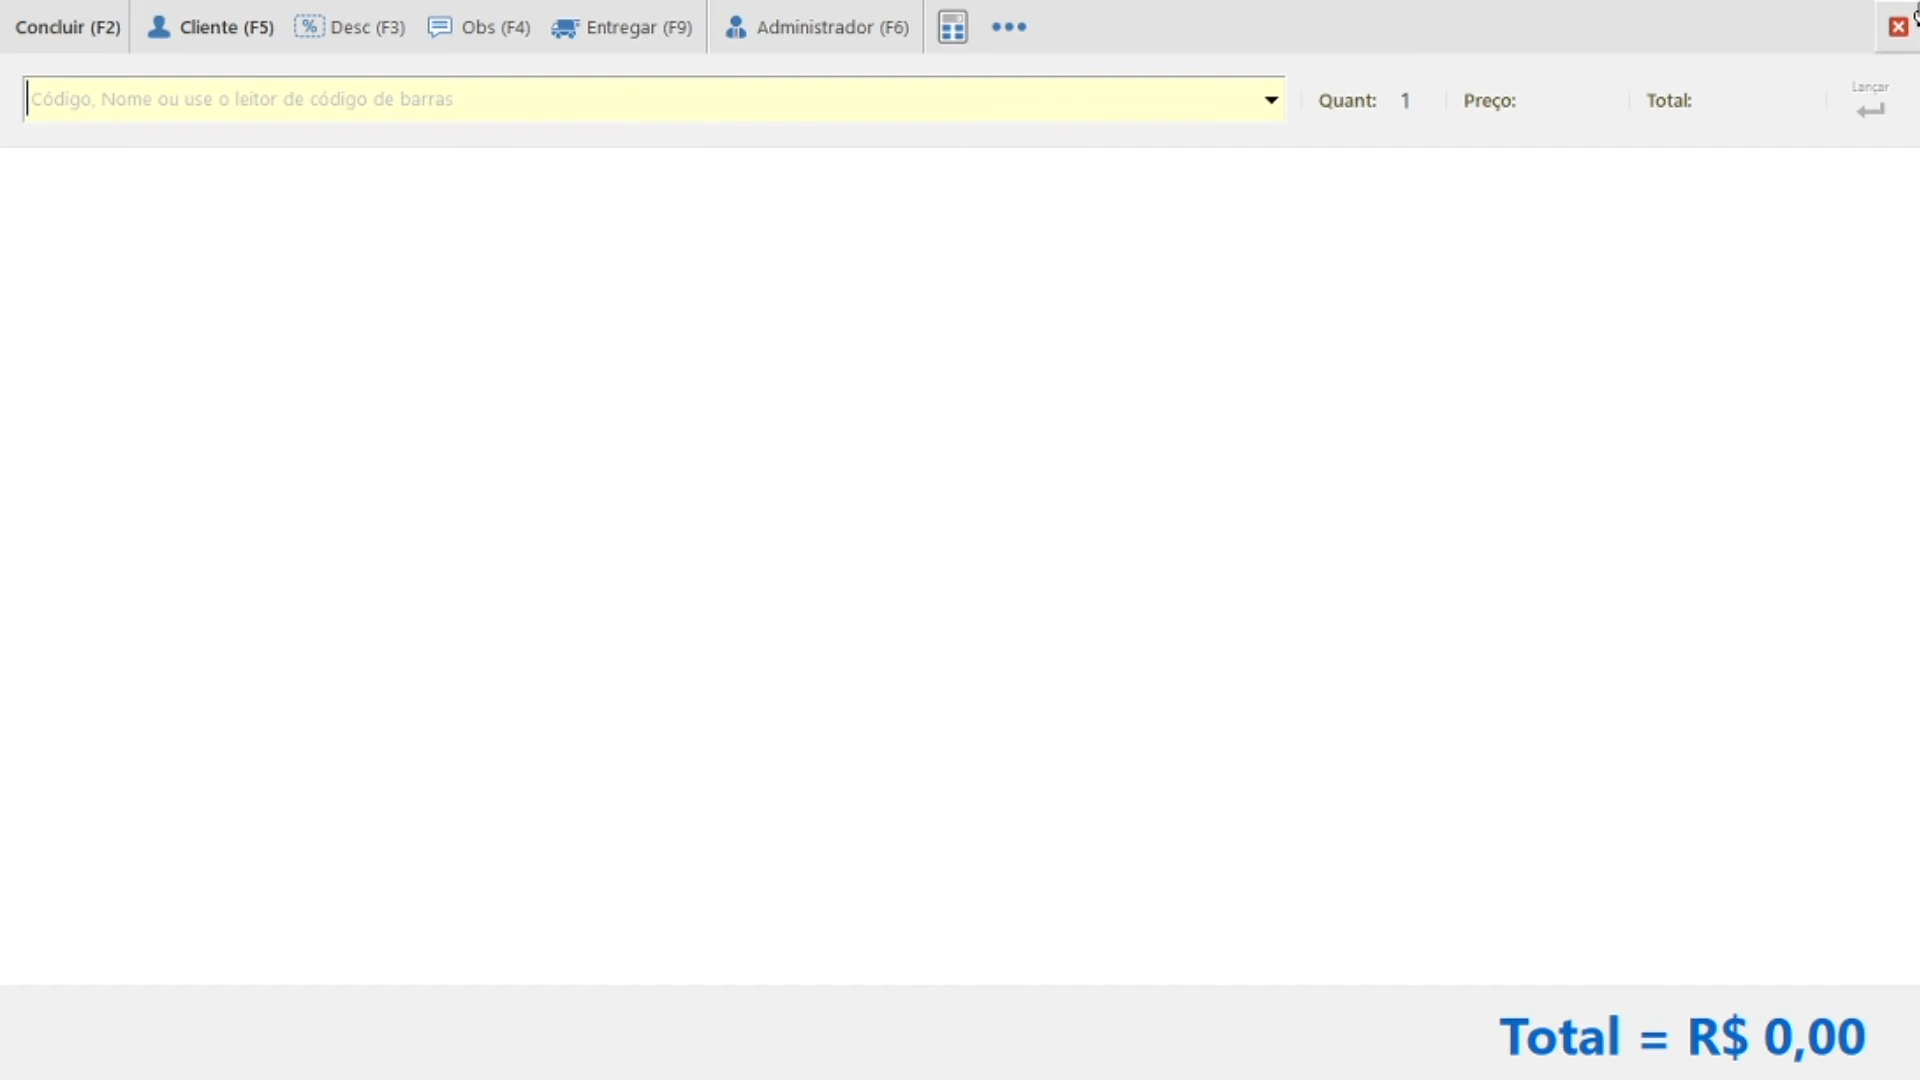 Concluir (F2) Cliente (F5) % Desc (F3) Obs (F4) Entregar (F9) Administrador (F6)
Código, Nome ou use o leitor de código de barras Quant: 1 Preço: Total: Lançar
Total = R$ 0,00